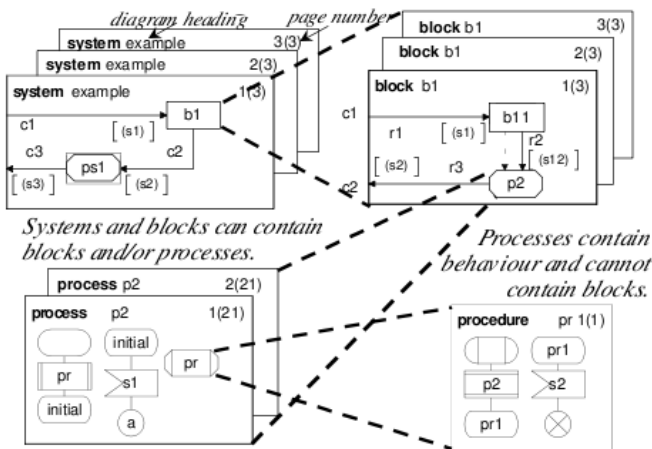 diagram heading
page number
system example 3(3)
system example 2(3)
system example 1(3)
c1
b1
[(s1)]
c3
c2
ps1
[(s3)]
[(s2)]
block b1 3(3)
block b1 2(3)
block b1 1(3)
c1
b11
r1
[(s1)]
r2
[(s2)]
r3
[(s12)]
c2
p2
Systems and blocks can contain
blocks and/or processes.
Processes contain
behaviour and cannot
contain blocks.
process p2 2(21)
process p2 1(21)
initial
pr
s1
pr
initial
a
procedure pr 1(1)
pr1
p2
s2
pr1